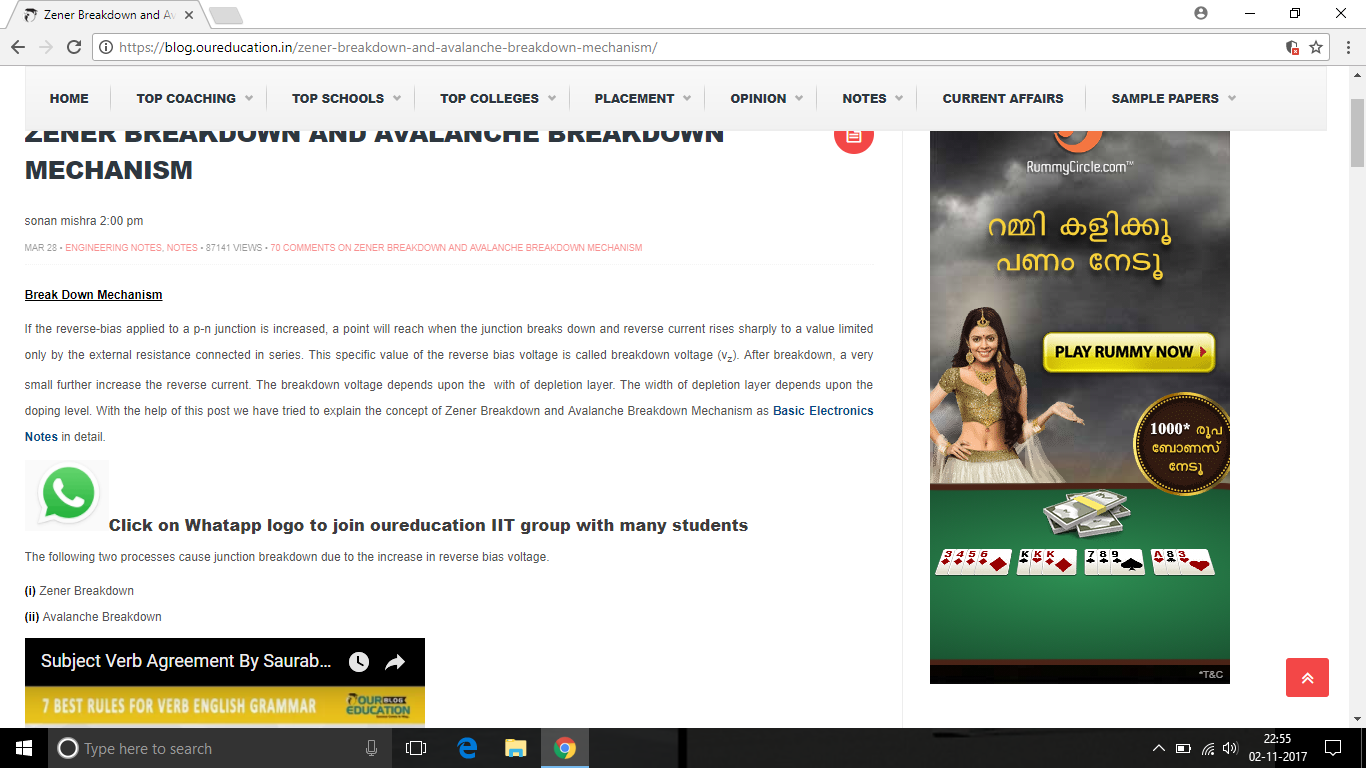 Zener Breakdown and Av
https://blog.oureducation.in/zener-breakdown-and-avalanche-breakdown-mechanism/
HOME TOP COACHING TOP SCHOOLS TOP COLLEGES PLACEMENT OPINION NOTES CURRENT AFFAIRS SAMPLE PAPERS
ZENER BREAKDOWN AND AVALANCHE BREAKDOWN
MECHANISM
sonan mishra 2:00 pm
MAR 28 • ENGINEERING NOTES, NOTES • 87141 VIEWS • 70 COMMENTS ON ZENER BREAKDOWN AND AVALANCHE BREAKDOWN MECHANISM
Break Down Mechanism
If the reverse-bias applied to a p-n junction is increased, a point will reach when the junction breaks down and reverse current rises sharply to a value limited
only by the external resistance connected in series. This specific value of the reverse bias voltage is called breakdown voltage (vz). After breakdown, a very
small further increase the reverse current. The breakdown voltage depends upon the with of depletion layer. The width of depletion layer depends upon the
doping level. With the help of this post we have tried to explain the concept of Zener Breakdown and Avalanche Breakdown Mechanism as Basic Electronics
Notes in detail.
Click on Whatapp logo to join oureducation IIT group with many students
The following two processes cause junction breakdown due to the increase in reverse bias voltage.
(i) Zener Breakdown
(ii) Avalanche Breakdown
Subject Verb Agreement By Saurab...
7 BEST RULES FOR VERB ENGLISH GRAMMAR
OUR BLOG
EDUCATION
RummyCircle.com™
റമ്മി കളിക്കൂ
പണം നേടൂ
PLAY RUMMY NOW
1000* രൂപ
ബോണസ്
നേടൂ
3 4 5 6 K K K 7 8 9 A 8 3
*T&C
Type here to search
22:55
02-11-2017